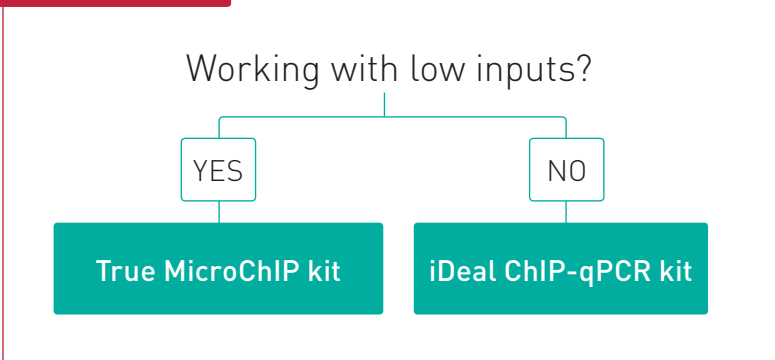 Working with low inputs?
YES
NO
True MicroChIP kit
iDeal ChIP-qPCR kit